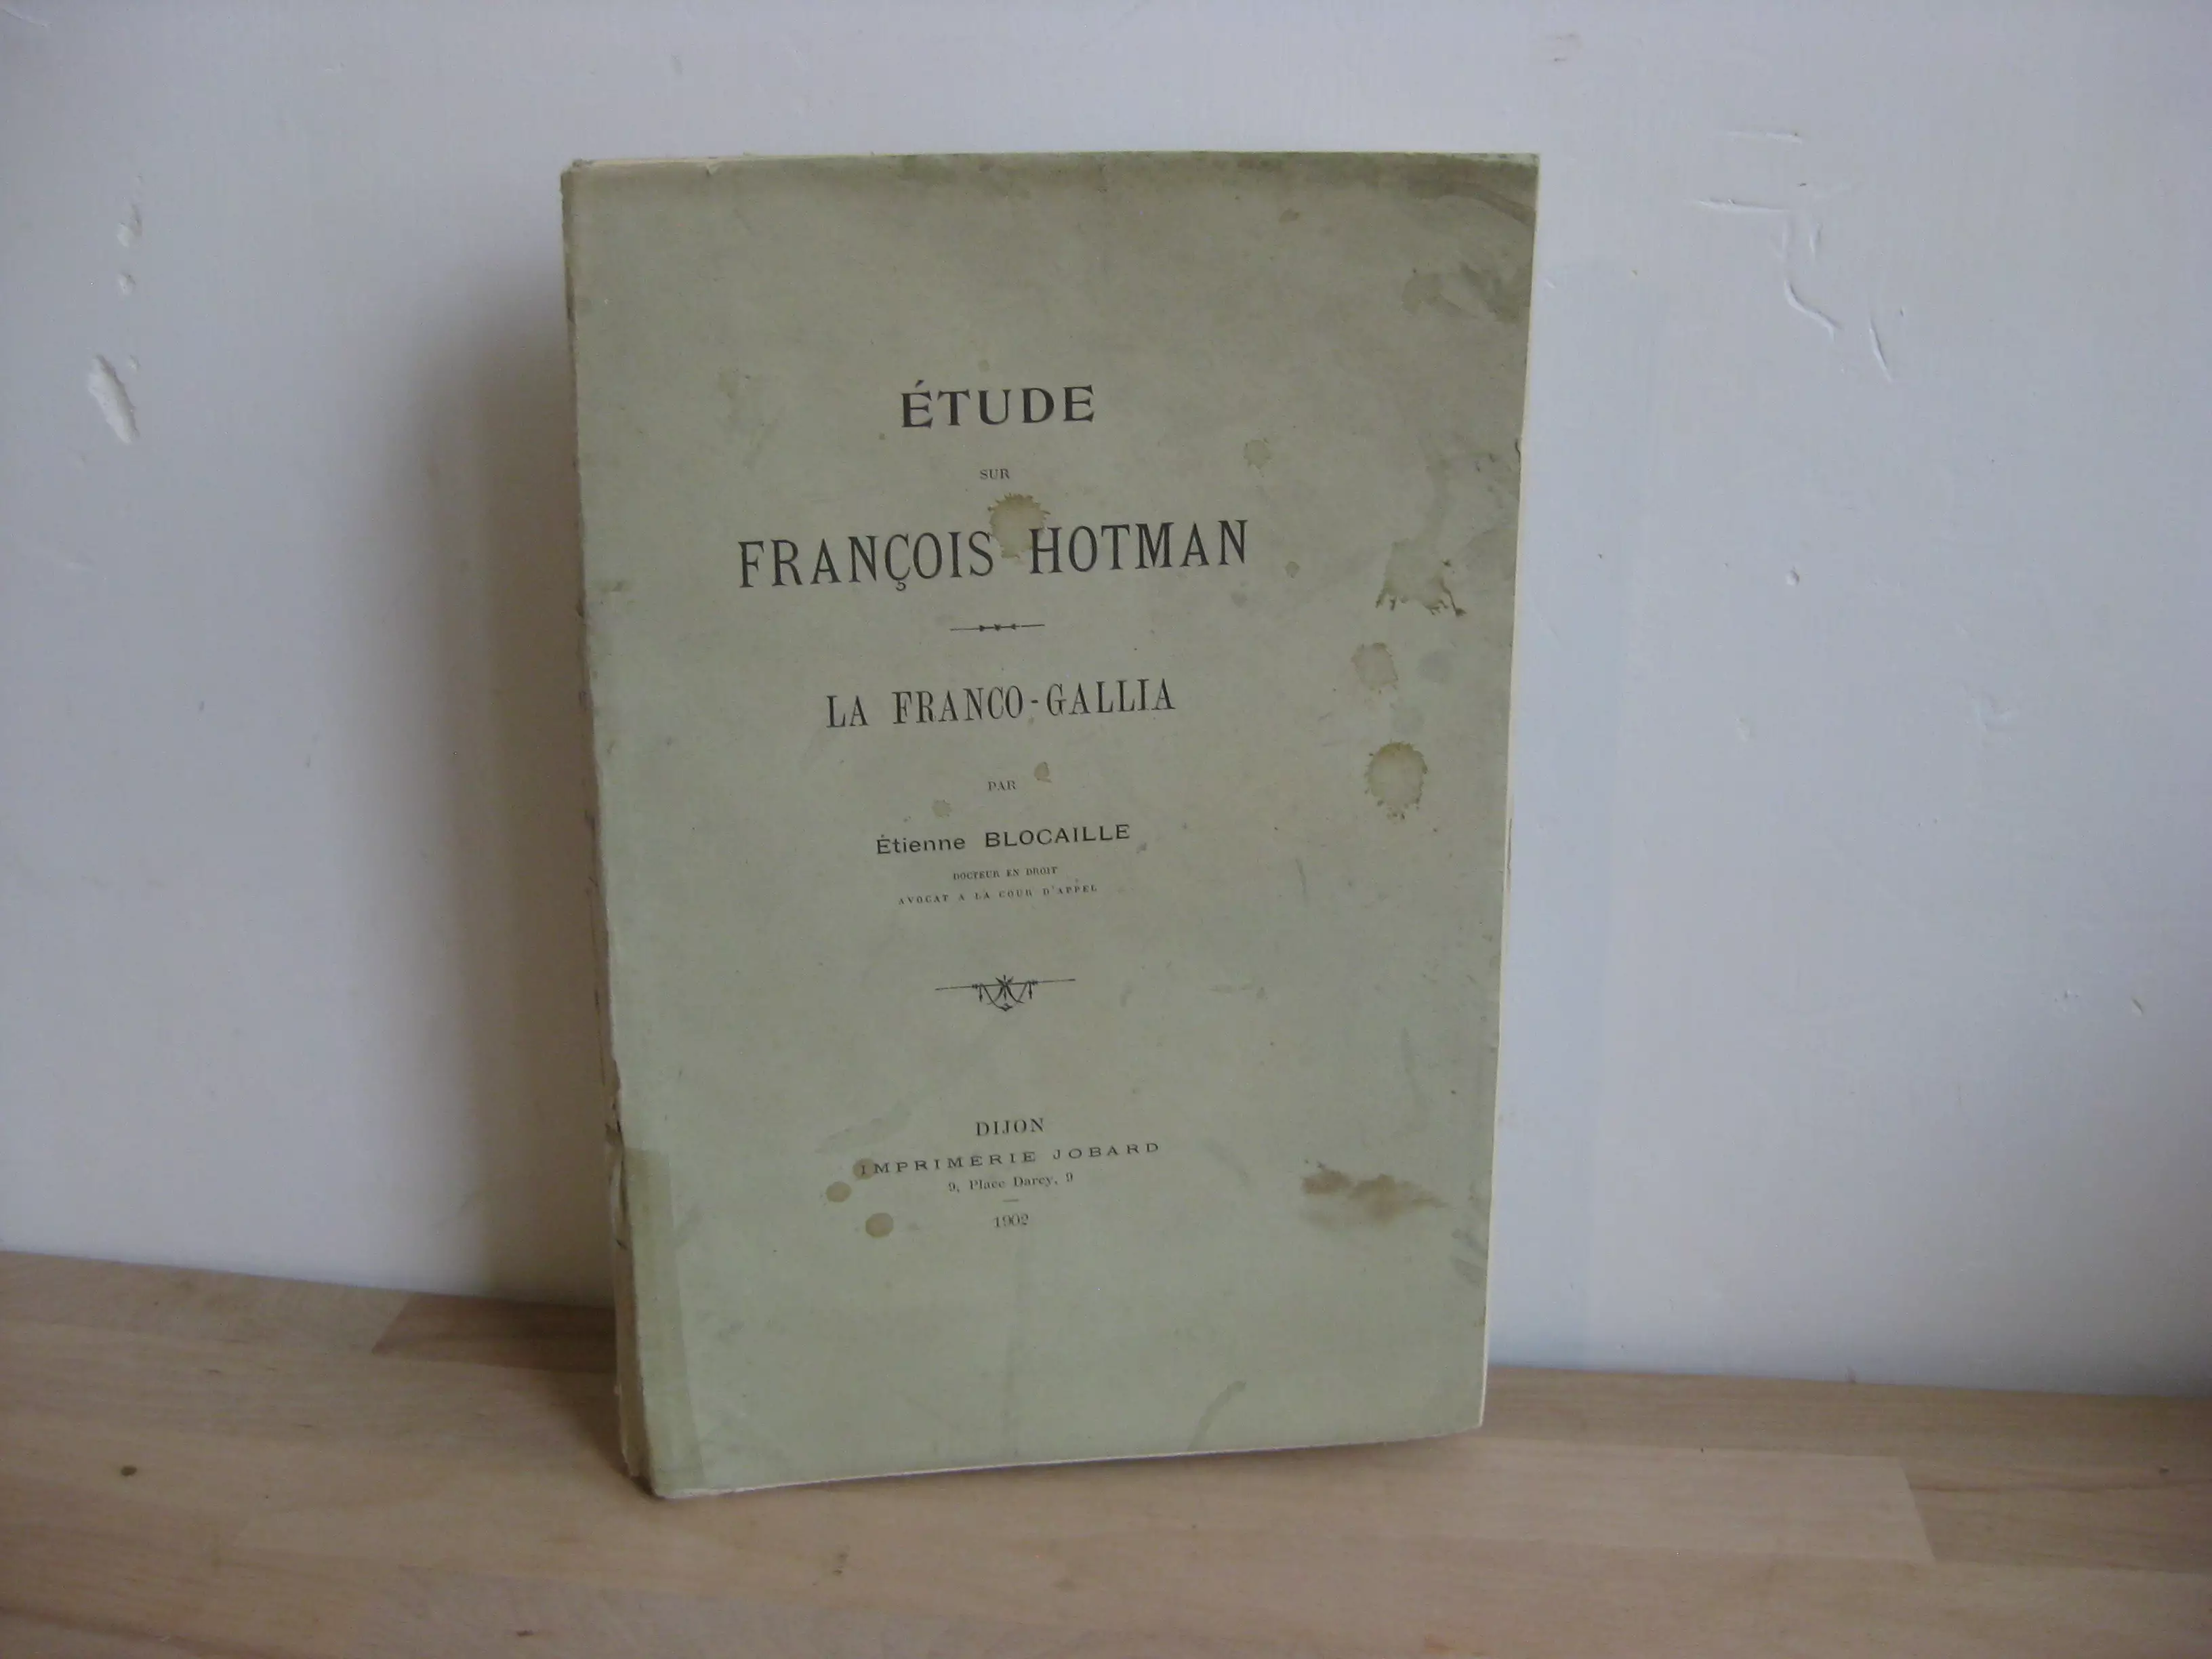 ÉTUDE
SUR
FRANÇOIS HOTMAN
LA FRANCO-GALLIA
PAR
Étienne BLOCAILLE
DOCTEUR EN DROIT
AVOCAT A LA COUR D'APPEL
DIJON
IMPRIMERIE JOBARD
9, Place Darcy, 9
1902